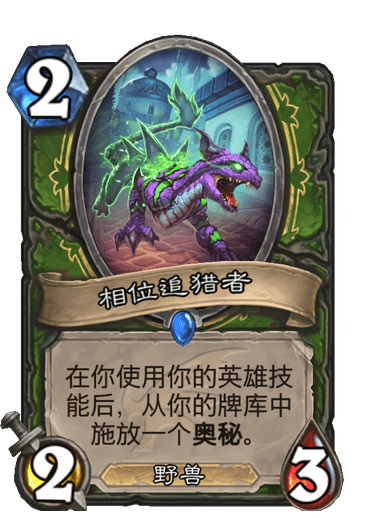 2
相位追猎者
在你使用你的英雄技
能后，从你的牌库中
施放一个奥秘。
2
野兽
3